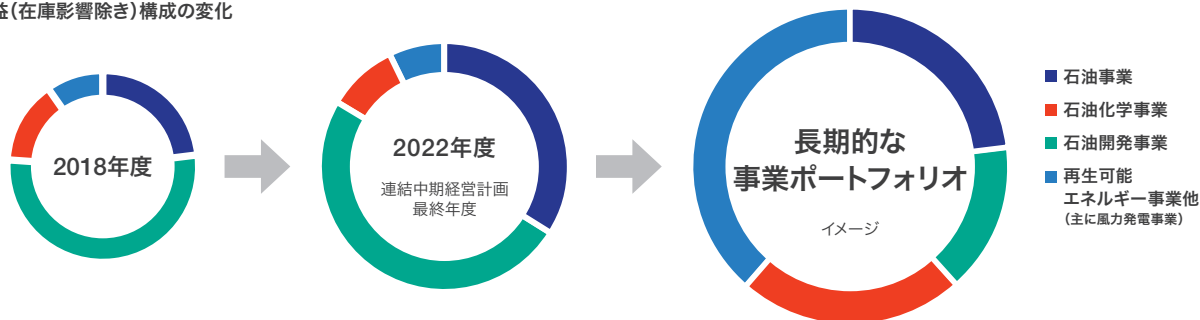 益（在庫影響除き）構成の変化
2018年度
2022年度
連結中期経営計画
最終年度
長期的な
事業ポートフォリオ
イメージ
石油事業
石油化学事業
石油開発事業
再生可能
エネルギー事業他
（主に風力発電事業）